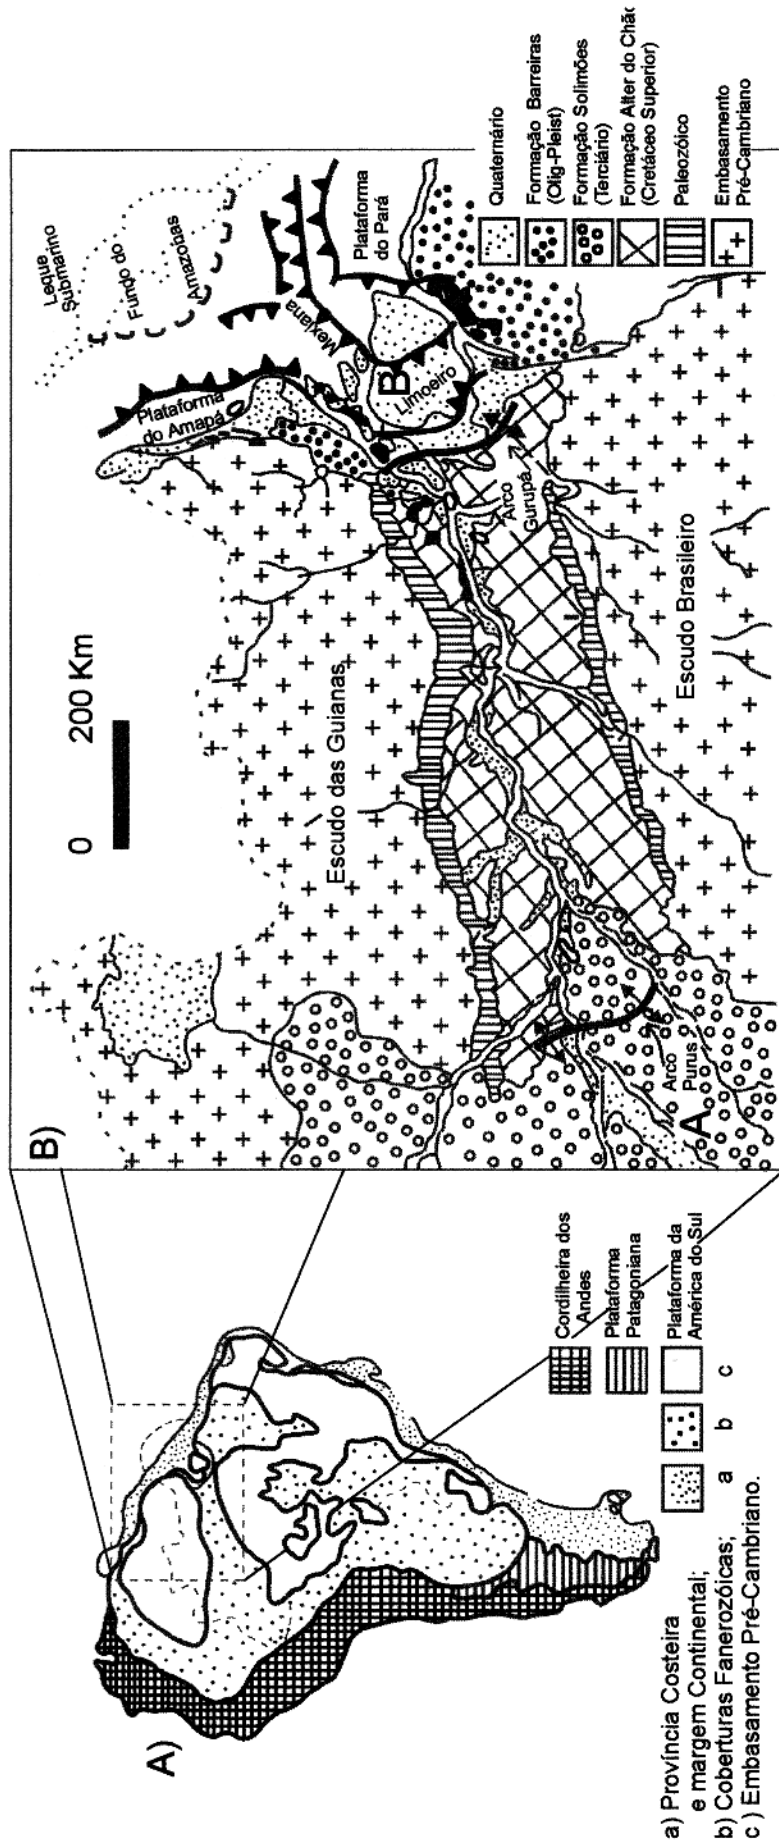 A)
Cordilheira dos
Andes
Plataforma
Patagoniana
Plataforma da
América do Sul
a
b
c
a) Província Costeira
e margem Continental;
b) Coberturas Fanerozóicas;
c ) Embasamento Pré-Cambriano.
B)
0
200 Km
Leque
Submarino
Fundo do
Amazobas
Plataforma
do Amapá
Mexiana
Plataforma
do Pará
B
Limoeiro
Escudo das Guianas
Arco
Gurupá
Escudo Brasileiro
Arco
Purus
A
Quaternário
Formação Barreiras
(Olig-Pleist)
Formação Solimões
(Terciário)
Formação Alter do Chão
(Cretáceo Superior)
Paleozóico
Embasamento
Pré-Cambriano